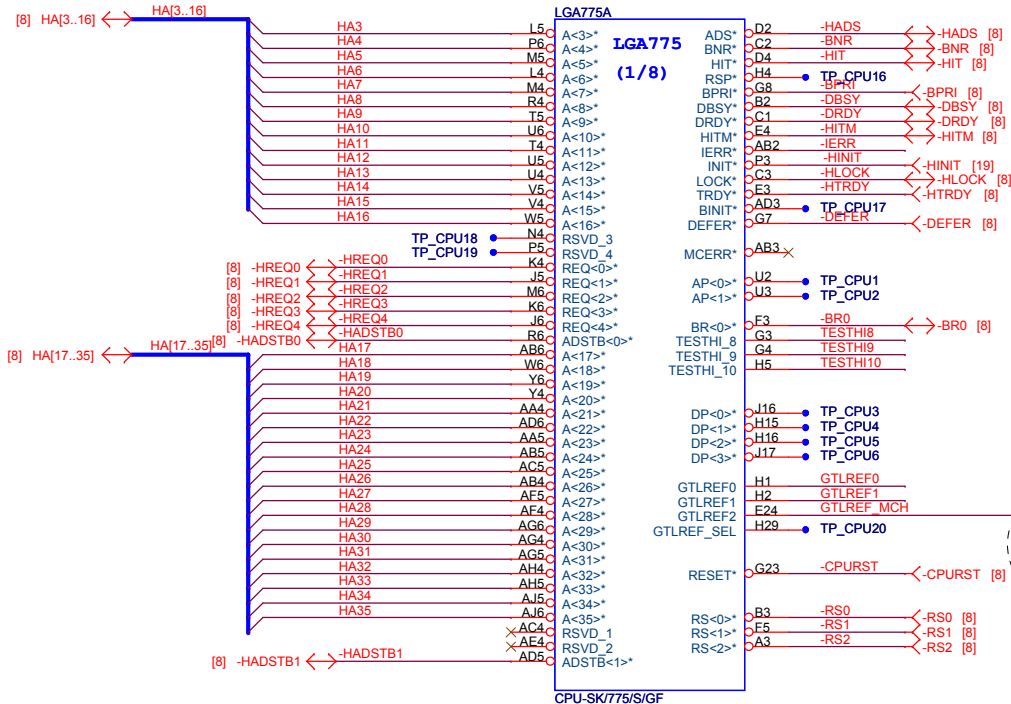 LGA775A
LGA775
(1/8)
[8] HA[3..16] HA[3..16]
HA3 L5 A<3>*
HA4 P6 A<4>*
HA5 M5 A<5>*
HA6 L4 A<6>*
HA7 M4 A<7>*
HA8 R4 A<8>*
HA9 T5 A<9>*
HA10 U6 A<10>*
HA11 T4 A<11>*
HA12 U5 A<12>*
HA13 U4 A<13>*
HA14 V5 A<14>*
HA15 V4 A<15>*
HA16 W5 A<16>*
TP_CPU18 N4 RSVD_3
TP_CPU19 P5 RSVD_4
[8] -HREQ0 -HREQ0 K4 REQ<0>*
[8] -HREQ1 -HREQ1 J5 REQ<1>*
[8] -HREQ2 -HREQ2 M6 REQ<2>*
[8] -HREQ3 -HREQ3 K6 REQ<3>*
[8] -HREQ4 -HREQ4 J6 REQ<4>*
[8] -HADSTB0 -HADSTB0 R6 ADSTB<0>*
[8] HA[17..35] HA[17..35]
HA17 AB6 A<17>*
HA18 W6 A<18>*
HA19 Y6 A<19>*
HA20 Y4 A<20>*
HA21 AA4 A<21>*
HA22 AD6 A<22>*
HA23 AA5 A<23>*
HA24 AB5 A<24>*
HA25 AC5 A<25>*
HA26 AB4 A<26>*
HA27 AF5 A<27>*
HA28 AF4 A<28>*
HA29 AG6 A<29>*
HA30 AG4 A<30>*
HA31 AG5 A<31>*
HA32 AH4 A<32>*
HA33 AH5 A<33>*
HA34 AJ5 A<34>*
HA35 AJ6 A<35>*
AC4 RSVD_1
AE4 RSVD_2
[8] -HADSTB1 -HADSTB1 AD5 ADSTB<1>*
ADS* D2 -HADS -HADS [8]
BNR* C2 -BNR -BNR [8]
HIT* D4 -HIT -HIT [8]
RSP* H4 TP_CPU16
BPRI* G8 -BPRI -BPRI [8]
DBSY* B2 -DBSY -DBSY [8]
DRDY* C1 -DRDY -DRDY [8]
HITM* E4 -HITM -HITM [8]
IERR* AB2 -IERR
INIT* P3 -HINIT -HINIT [19]
LOCK* C3 -HLOCK -HLOCK [8]
TRDY* E3 -HTRDY -HTRDY [8]
BINIT* AD3 TP_CPU17
DEFER* G7 -DEFER -DEFER [8]
MCERR* AB3
AP<0>* U2 TP_CPU1
AP<1>* U3 TP_CPU2
BR<0>* F3 -BR0 -BR0 [8]
TESTHI_8 G3 TESTHI8
TESTHI_9 G4 TESTHI9
TESTHI_10 H5 TESTHI10
DP<0>* J16 TP_CPU3
DP<1>* H15 TP_CPU4
DP<2>* H16 TP_CPU5
DP<3>* J17 TP_CPU6
GTLREF0 H1 GTLREF0
GTLREF1 H2 GTLREF1
GTLREF2 E24 GTLREF_MCH
GTLREF_SEL H29 TP_CPU20
RESET* G23 -CPURST -CPURST [8]
RS<0>* B3 -RS0 -RS0 [8]
RS<1>* F5 -RS1 -RS1 [8]
RS<2>* A3 -RS2 -RS2 [8]
CPU-SK/775/S/GF